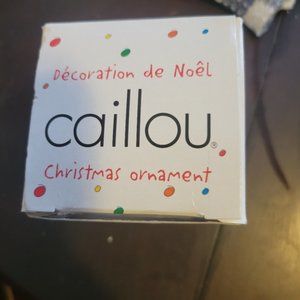 Décoration de Noël
caillou®
Christmas ornament